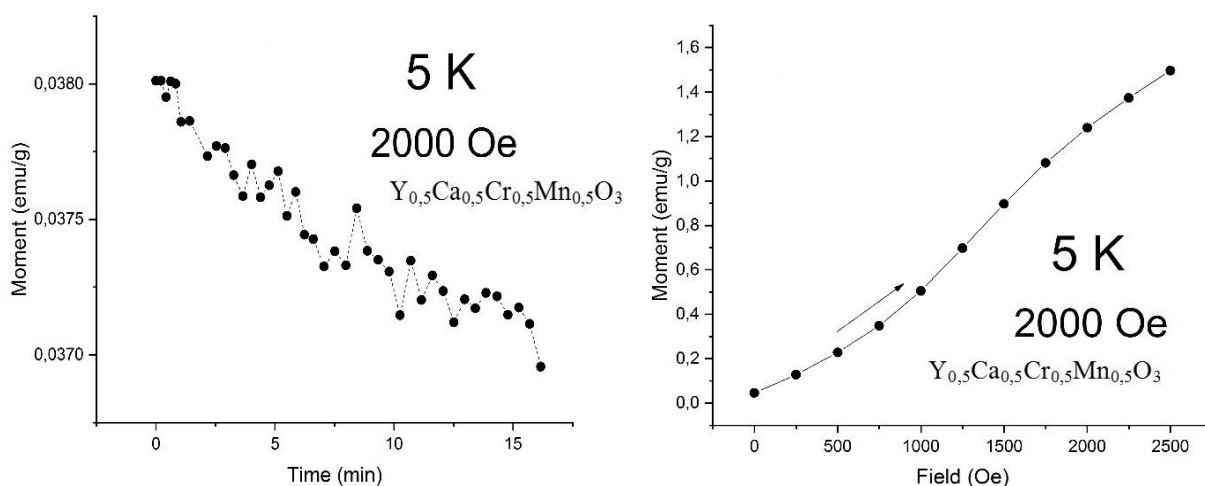 0,0380
0,0375
0,0370
Moment (emu/g)
5 K
2000 Oe
Y0,5Ca0,5Cr0,5Mn0,5O3
0 5 10 15
Time (min)
1,6
1,4
1,2
1,0
0,8
0,6
0,4
0,2
0,0
Moment (emu/g)
5 K
2000 Oe
Y0,5Ca0,5Cr0,5Mn0,5O3
0 500 1000 1500 2000 2500
Field (Oe)